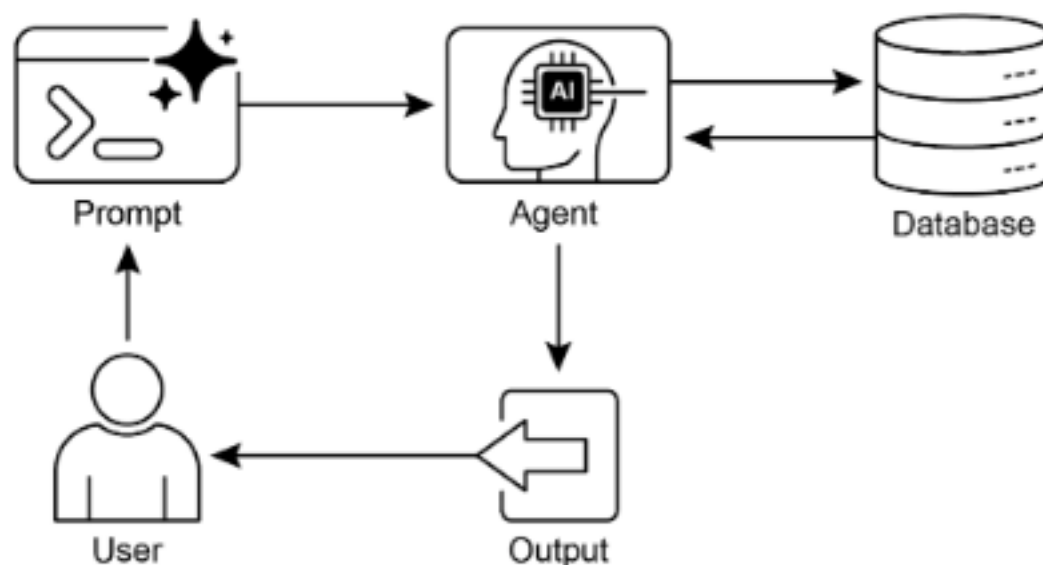 AI
Prompt
Agent
Database
User
Output